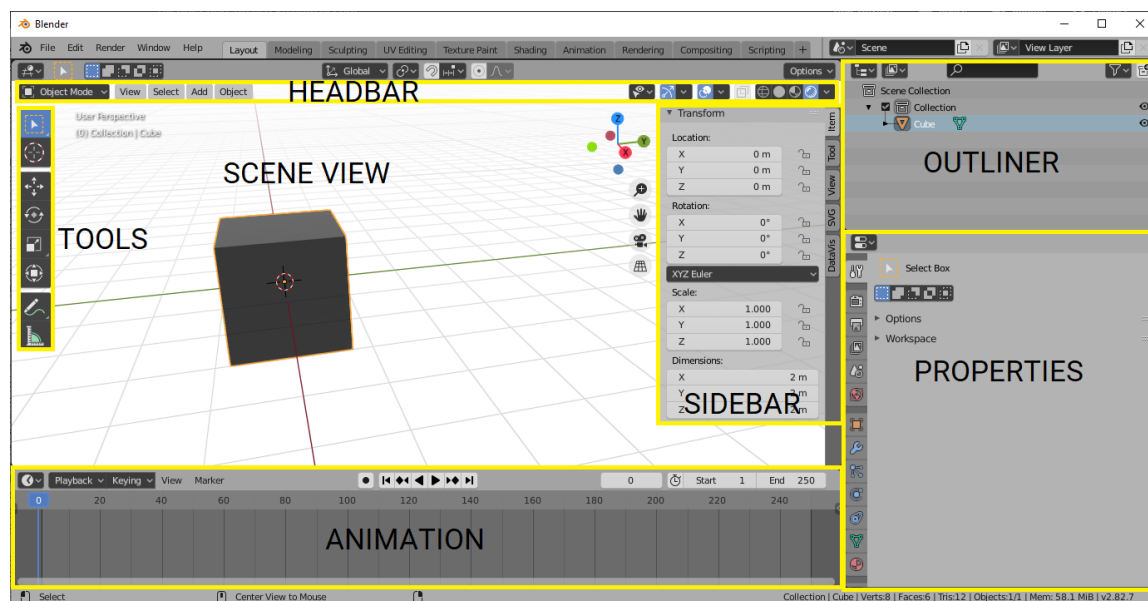 Blender
File Edit Render Window Help Layout Modeling Sculpting UV Editing Texture Paint Shading Animation Rendering Compositing Scripting + Scene View Layer
Global Options
Object Mode View Select Add Object HEADBAR
User Perspective
(0) Collection | Cube
SCENE VIEW
TOOLS
Z
Y
X
Transform
Location:
X 0 m
Y 0 m
Z 0 m
Rotation:
X 0°
Y 0°
Z 0°
XYZ Euler
Scale:
X 1.000
Y 1.000
Z 1.000
Dimensions:
X 2 m
Y 2 m
Z 2 m
SIDEBAR
Item
Tool
View
SVG
DataVis
Scene Collection
Collection
Cube
OUTLINER
Select Box
Options
Workspace
PROPERTIES
Playback Keying View Marker 0 Start 1 End 250
0 20 40 60 80 100 120 140 160 180 200 220 240
ANIMATION
Select Center View to Mouse Collection | Cube | Verts:8 | Faces:6 | Tris:12 | Objects:1/1 | Mem: 58.1 MiB | v2.82.7